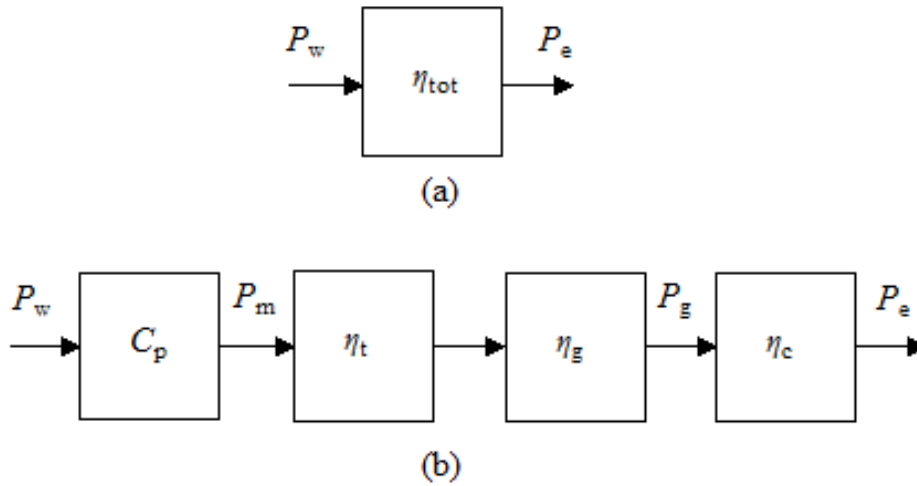 P_w η_tot P_e
(a)
P_w C_p P_m η_t η_g P_g η_c P_e
(b)